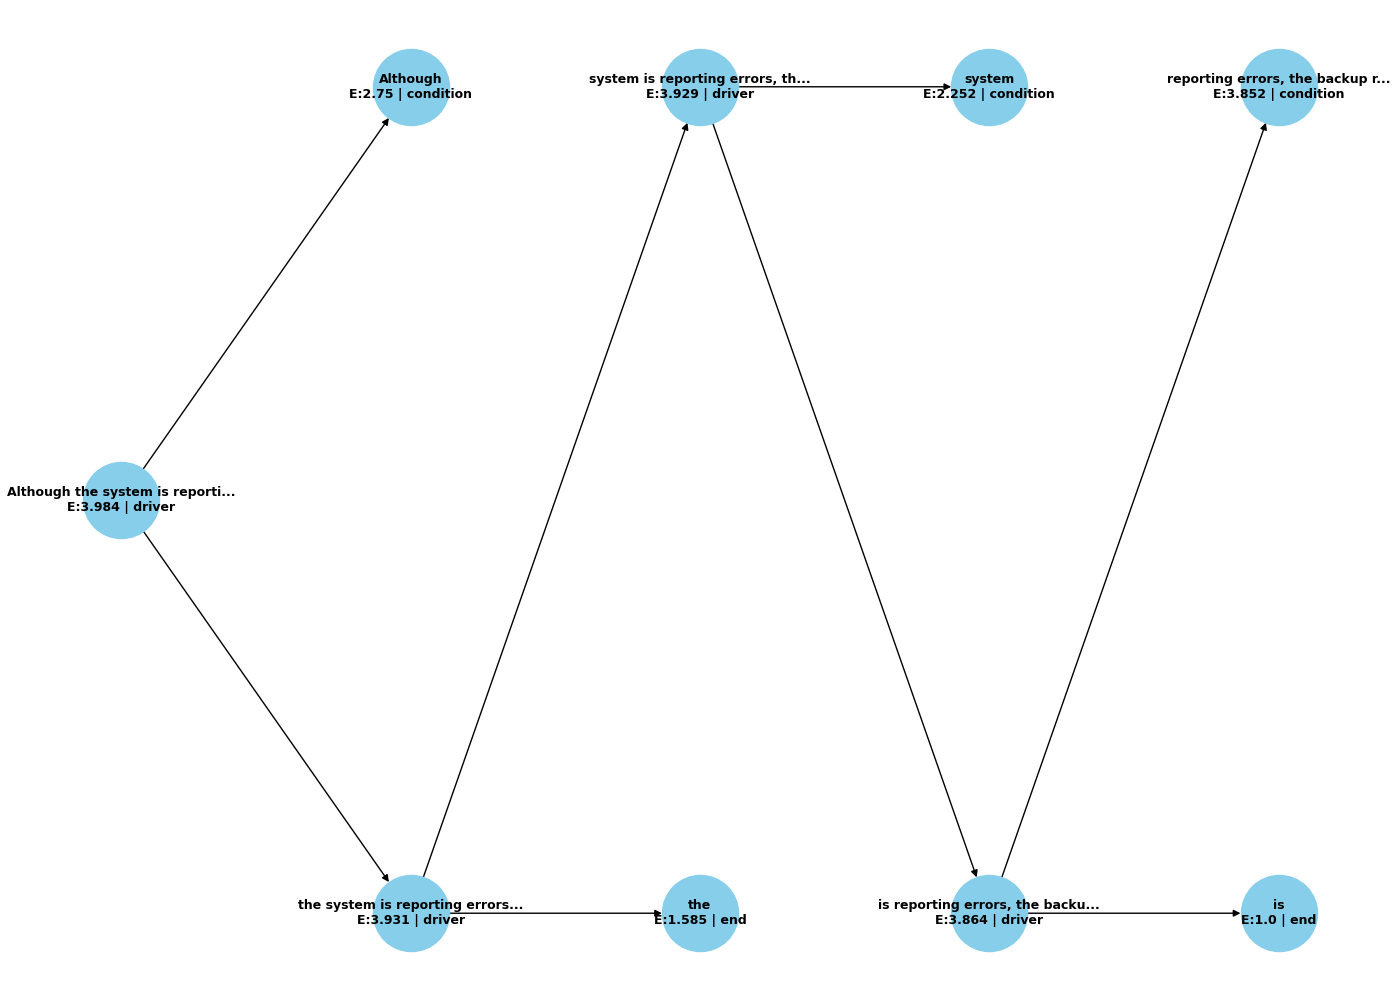 Although
E:2.75 | condition
system is reporting errors, th...
E:3.929 | driver
system
E:2.252 | condition
reporting errors, the backup r...
E:3.852 | condition
Although the system is reporti...
E:3.984 | driver
the system is reporting errors...
E:3.931 | driver
the
E:1.585 | end
is reporting errors, the backu...
E:3.864 | driver
is
E:1.0 | end